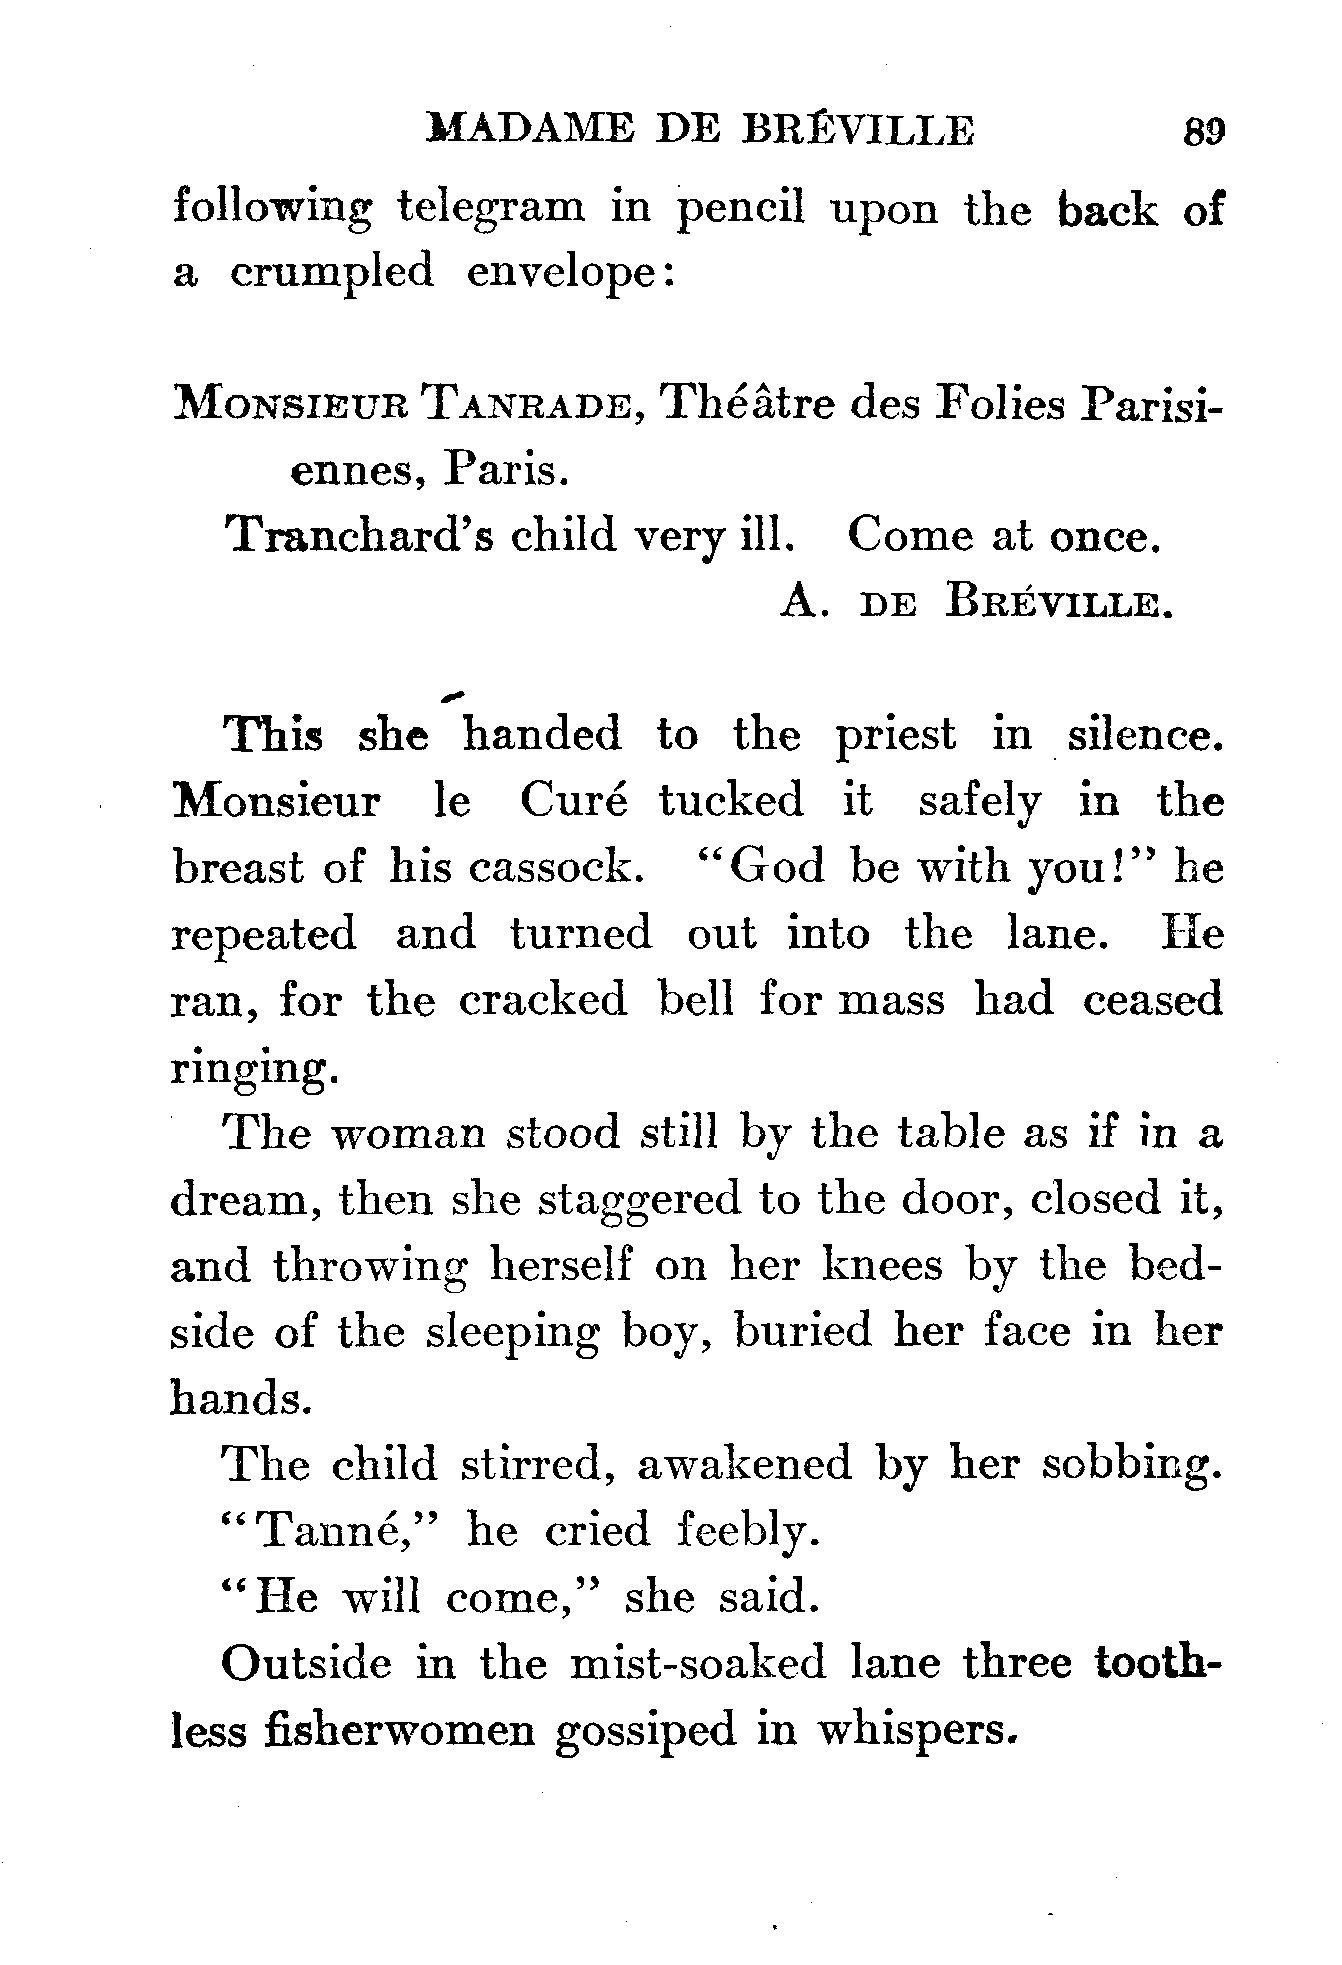 MADAME DE BRÉVILLE 89
following telegram in pencil upon the back of
a crumpled envelope:
MONSIEUR TANRADE, Théâtre des Folies Parisi-
ennes, Paris.
Tranchard's child very ill. Come at once.
A. DE BRÉVILLE.
This she handed to the priest in silence.
Monsieur le Curé tucked it safely in the
breast of his cassock. "God be with you!" he
repeated and turned out into the lane. He
ran, for the cracked bell for mass had ceased
ringing.
The woman stood still by the table as if in a
dream, then she staggered to the door, closed it,
and throwing herself on her knees by the bed-
side of the sleeping boy, buried her face in her
hands.
The child stirred, awakened by her sobbing.
"Tanné," he cried feebly.
"He will come," she said.
Outside in the mist-soaked lane three tooth-
less fisherwomen gossiped in whispers.